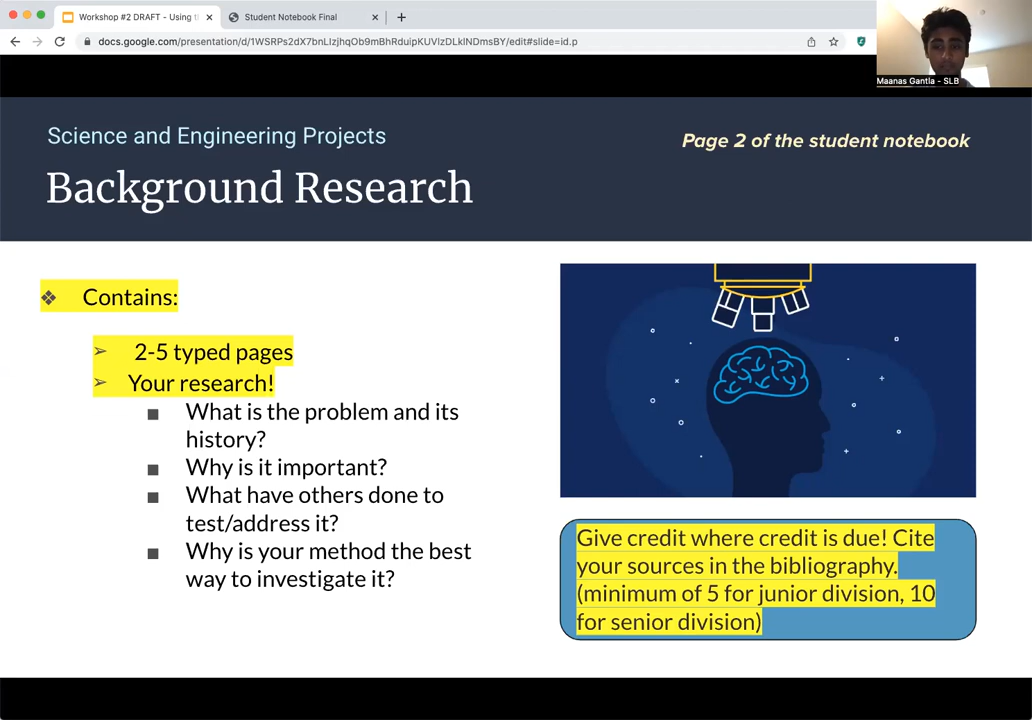 Workshop #2 DRAFT - Using t
Student Notebook Final
docs.google.com/presentation/d/1WSRPs2dX7bnLIzjhqOb9mBhRduipKUVlzDLklNDmsBY/edit#slide=id.p
Maanas Gantla - SLB
Science and Engineering Projects
Page 2 of the student notebook
Background Research
Contains:
2-5 typed pages
Your research!
What is the problem and its
history?
Why is it important?
What have others done to
test/address it?
Why is your method the best
way to investigate it?
Give credit where credit is due! Cite
your sources in the bibliography.
(minimum of 5 for junior division, 10
for senior division)